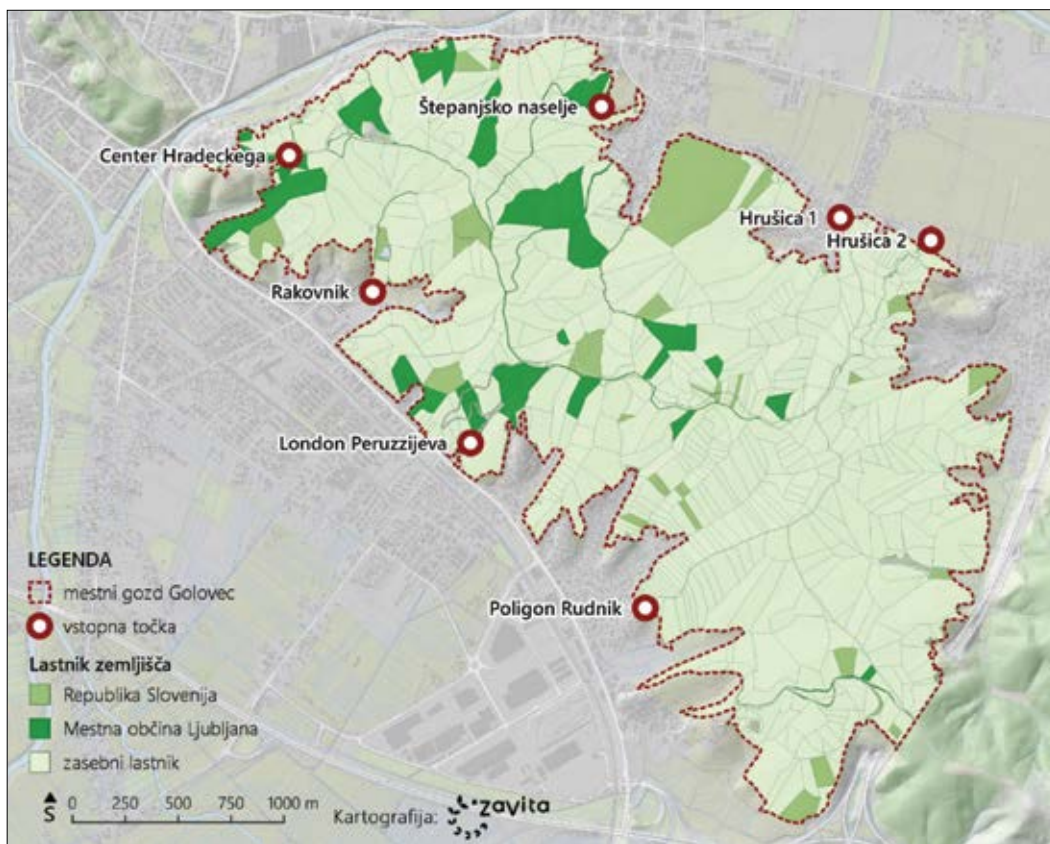 Štepanjsko naselje
Center Hradeckega
Hrušica 1
Hrušica 2
Rakovnik
London Peruzzijeva
Poligon Rudnik
LEGENDA
mestni gozd Golovec
vstopna točka
Lastnik zemljišča
Republika Slovenija
Mestna občina Ljubljana
zasebni lastnik
S 0 250 500 750 1000 m
Kartografija: zavita